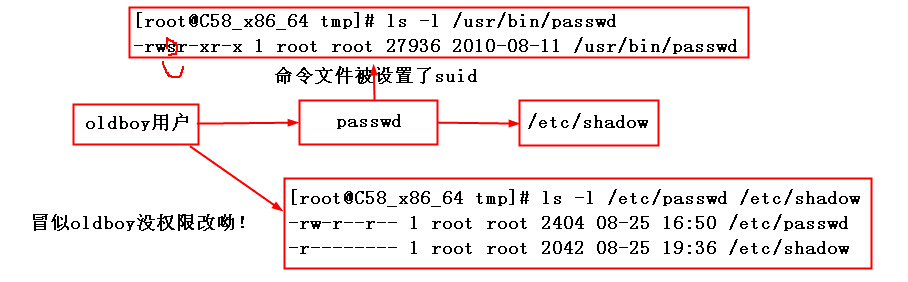 [root@C58_x86_64 tmp]# ls -l /usr/bin/passwd
-rwsr-xr-x 1 root root 27936 2010-08-11 /usr/bin/passwd
命令文件被设置了suid
oldboy用户
passwd
/etc/shadow
冒似oldboy没权限改呦!
[root@C58_x86_64 tmp]# ls -l /etc/passwd /etc/shadow
-rw-r--r-- 1 root root 2404 08-25 16:50 /etc/passwd
-r-------- 1 root root 2042 08-25 19:36 /etc/shadow